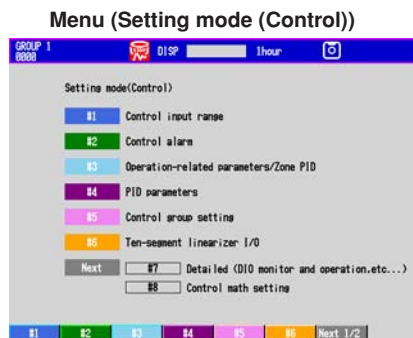 Menu (Setting mode (Control))
GROUP 1
0000
DISP
1hour
Setting mode(Control)
#1 Control input range
#2 Control alarm
#3 Operation-related parameters/Zone PID
#4 PID parameters
#5 Control group setting
#6 Ten-segment linearizer I/O
Next #7 Detailed (DIO monitor and operation.etc...)
#8 Control math setting
#1 #2 #3 #4 #5 #6 Next 1/2